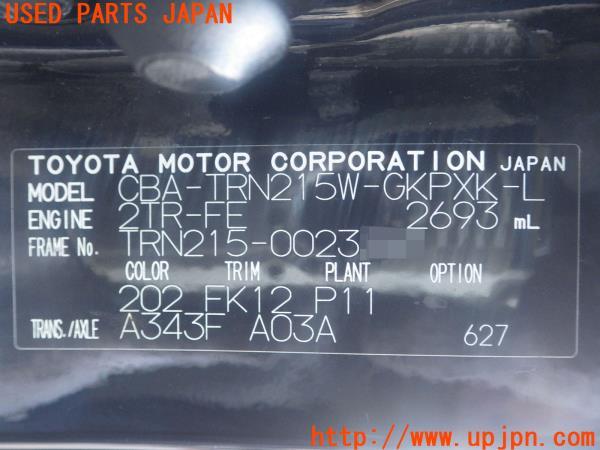 USED PARTS JAPAN
TOYOTA MOTOR CORPORATION JAPAN
MODEL CBA-TRN215W-GKPXK-L
ENGINE 2TR-FE 2693 mL
FRAME No. TRN215-0023
COLOR TRIM PLANT OPTION
202 FK12 P11
TRANS./AXLE A343F A03A 627
http://www.upjpn.com/